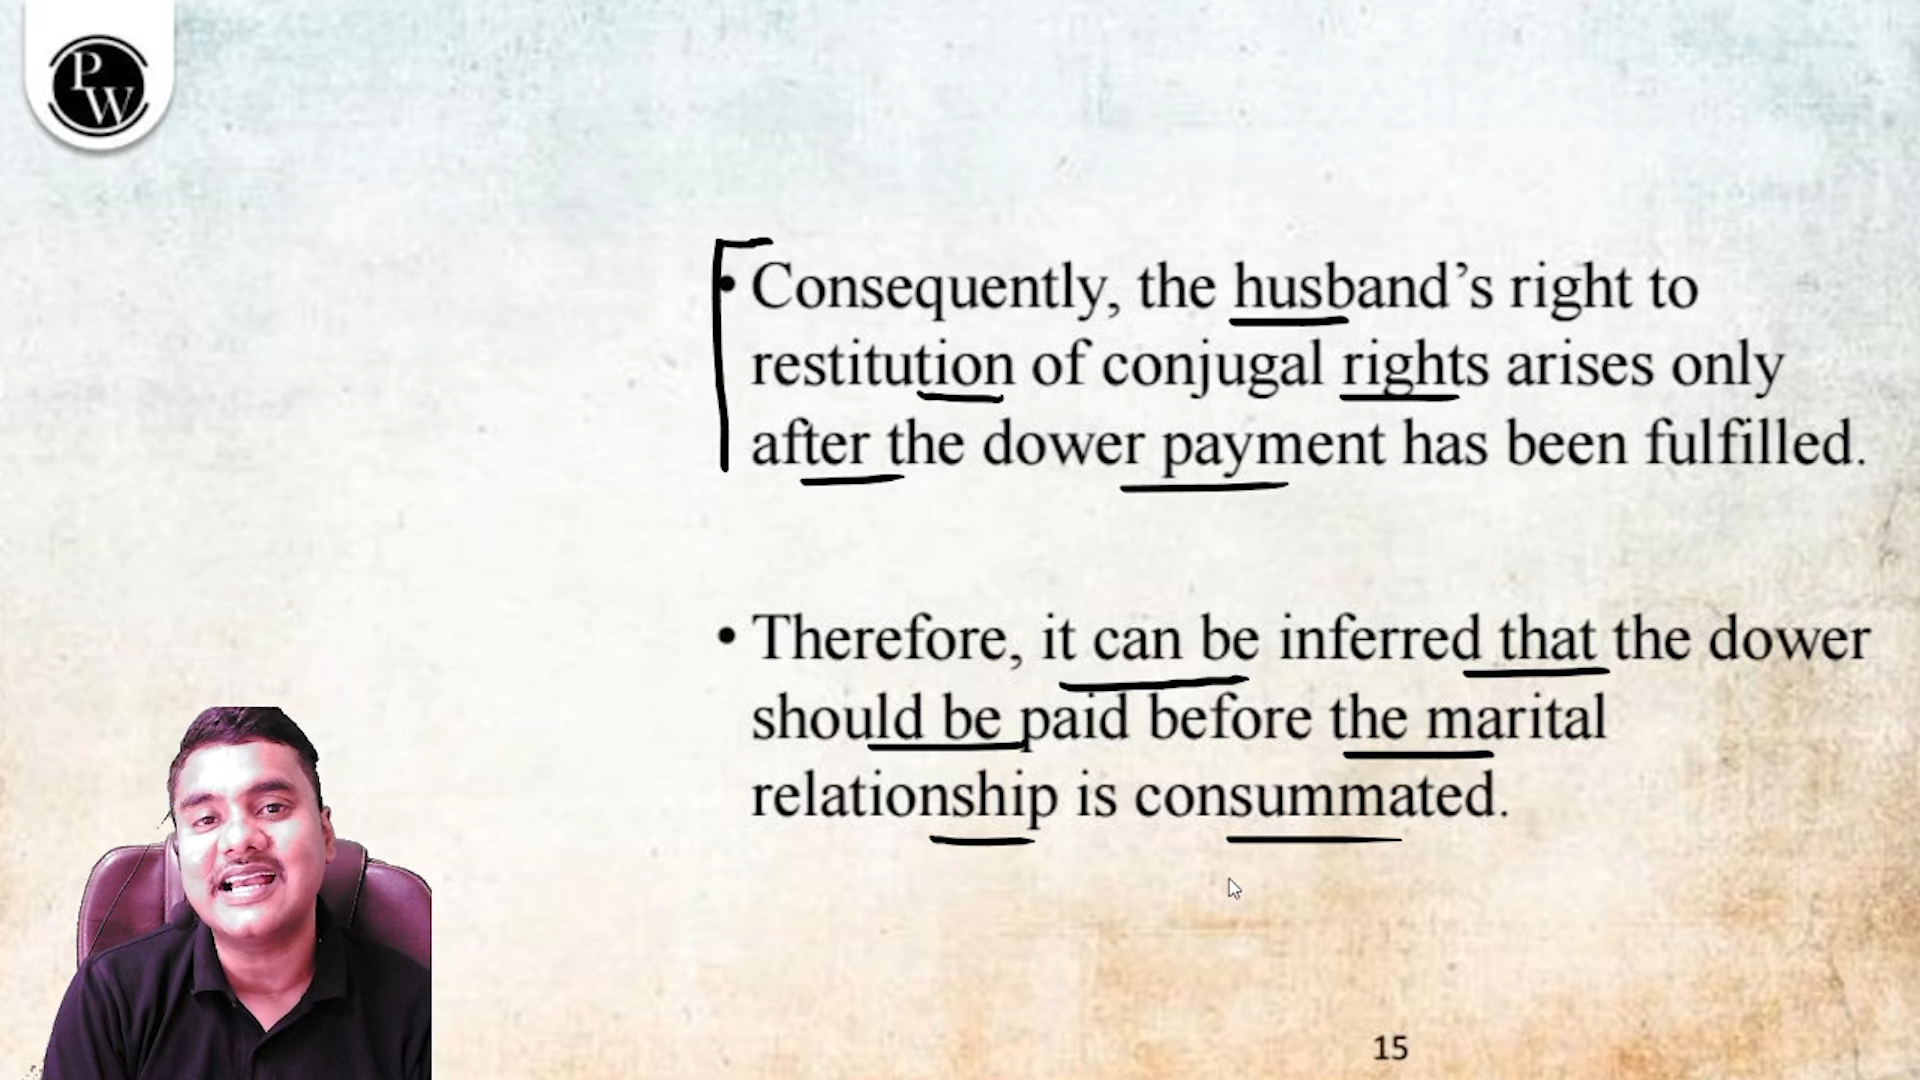 PW
• Consequently, the husband’s right to
restitution of conjugal rights arises only
after the dower payment has been fulfilled.
• Therefore, it can be inferred that the dower
should be paid before the marital
relationship is consummated.
15